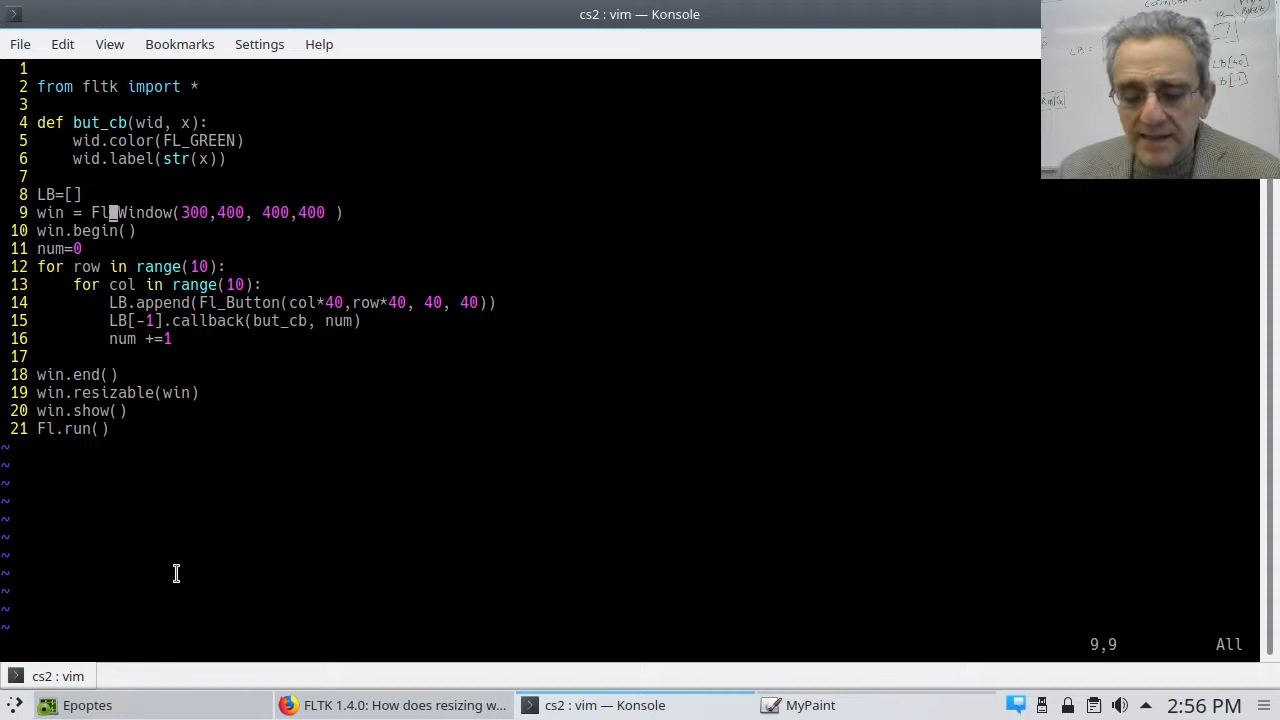 cs2 : vim — Konsole
File Edit View Bookmarks Settings Help
1
2 from fltk import *
3
4 def but_cb(wid, x):
5     wid.color(FL_GREEN)
6     wid.label(str(x))
7
8 LB=[]
9 win = Fl_Window(300,400, 400,400 )
10 win.begin()
11 num=0
12 for row in range(10):
13     for col in range(10):
14         LB.append(Fl_Button(col*40,row*40, 40, 40))
15         LB[-1].callback(but_cb, num)
16         num +=1
17
18 win.end()
19 win.resizable(win)
20 win.show()
21 Fl.run()
~
~
~
~
~
~
~
~
~
~
~
9,9 All
cs2 : vim
Epoptes FLTK 1.4.0: How does resizing w... cs2 : vim — Konsole MyPaint 2:56 PM
LB =
LB[40]